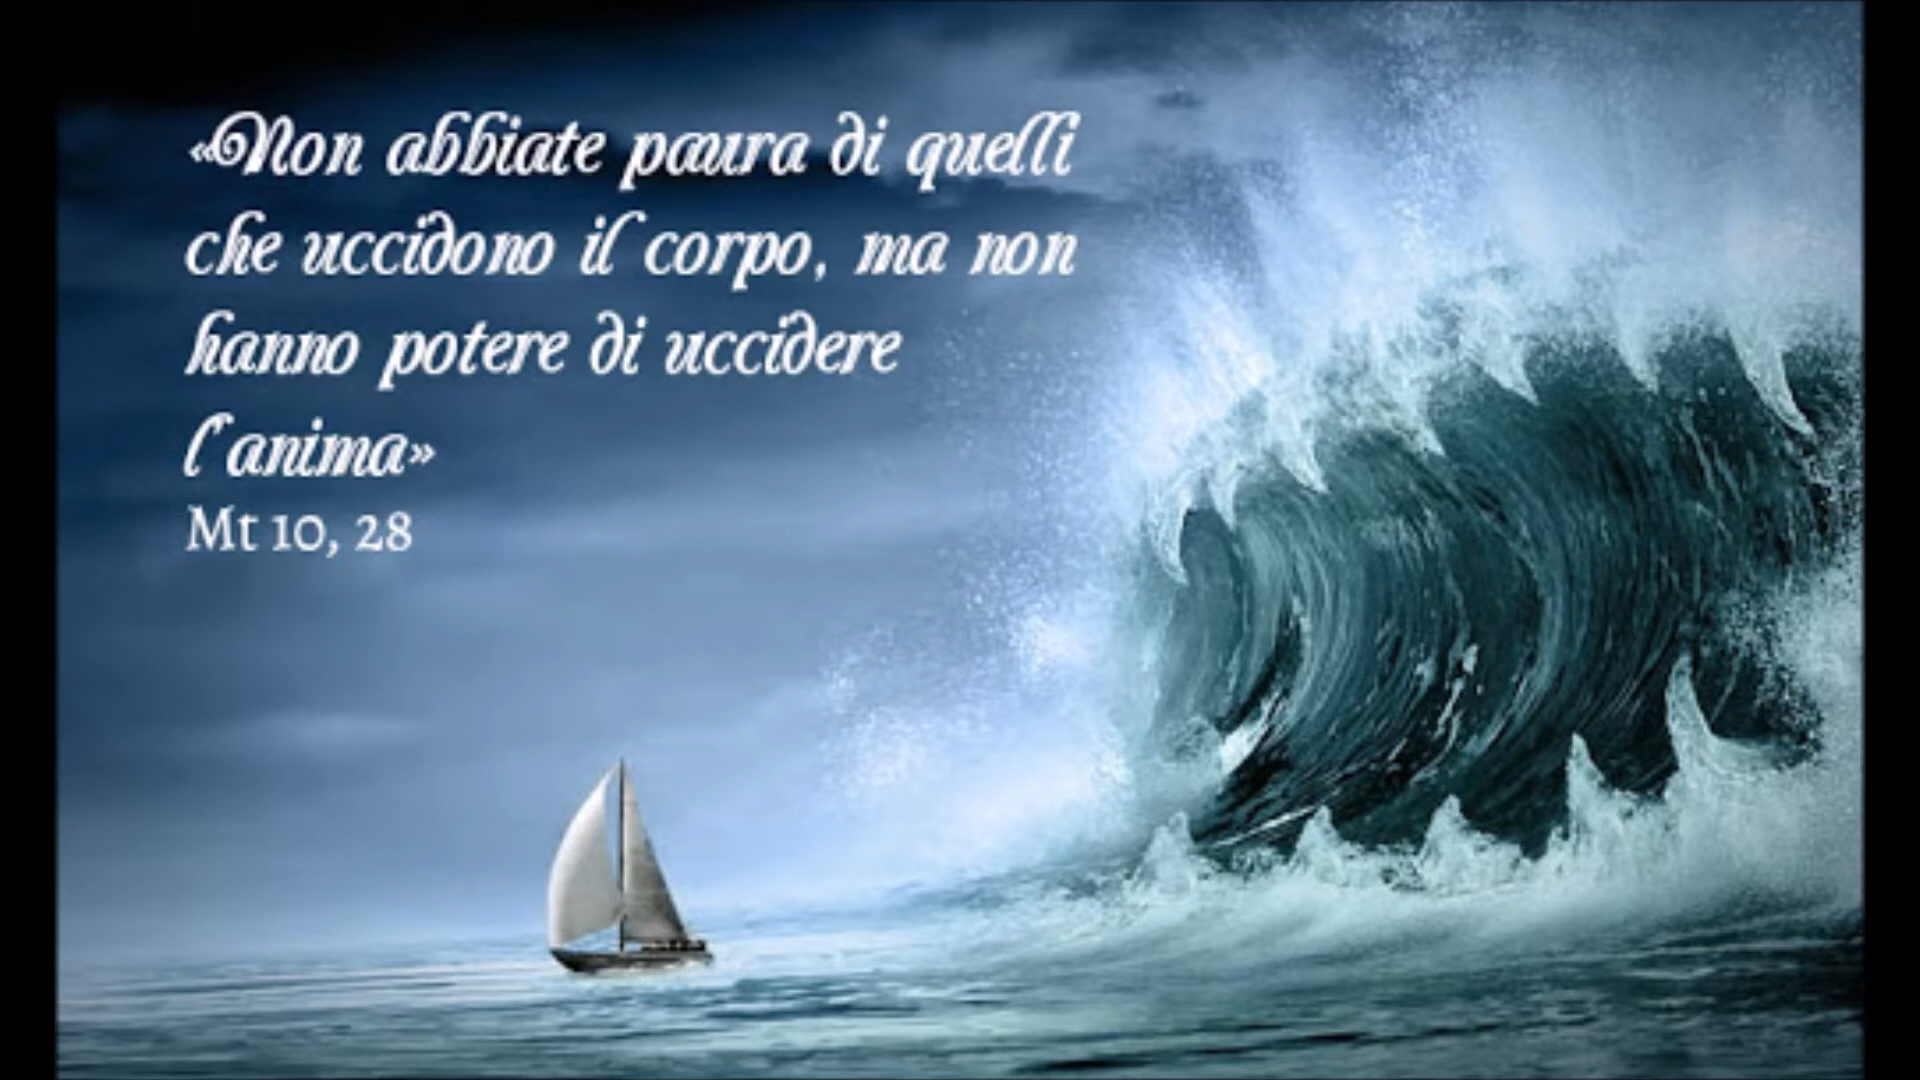 «Non abbiate paura di quelli
che uccidono il corpo, ma non
hanno potere di uccidere
l'anima»
Mt 10, 28